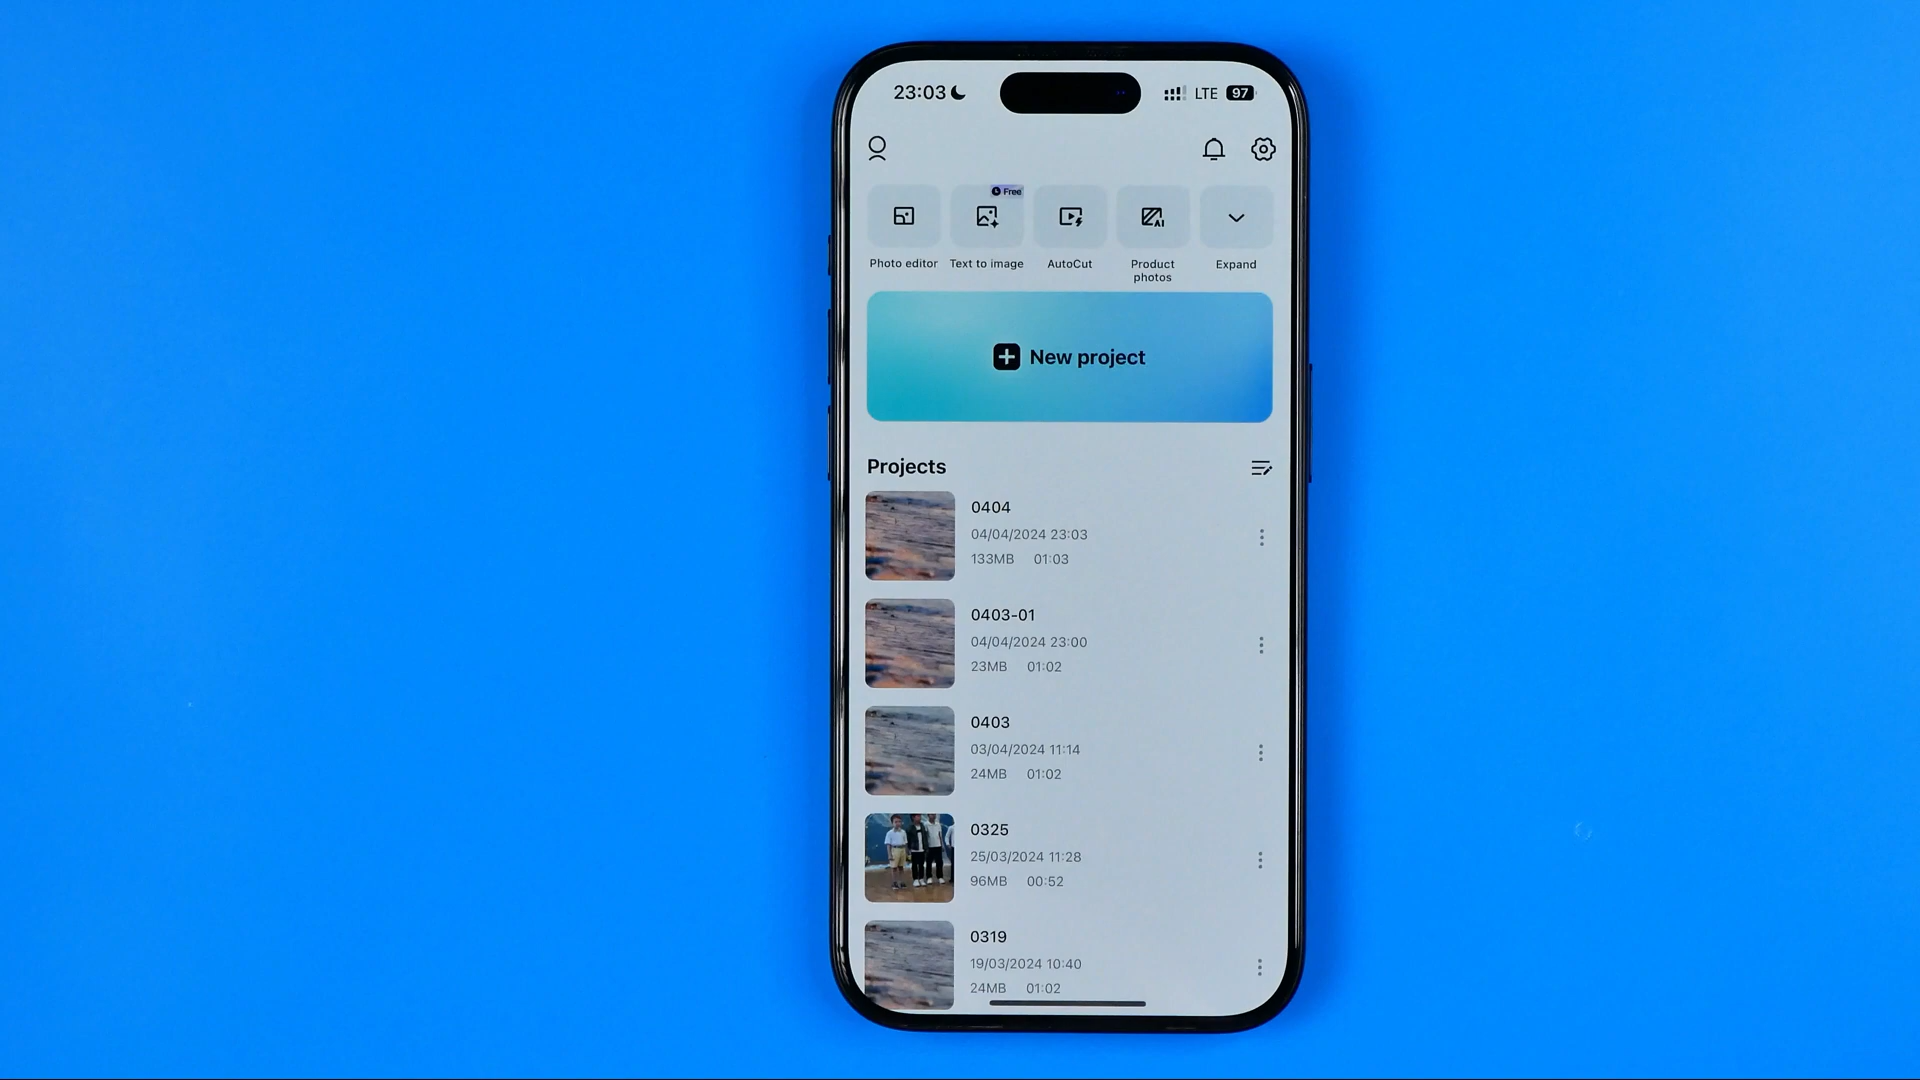 23:03 LTE 97
Free
Photo editor Text to image AutoCut Product photos Expand
New project
Projects
0404
04/04/2024 23:03
133MB 01:03
0403-01
04/04/2024 23:00
23MB 01:02
0403
03/04/2024 11:14
24MB 01:02
0325
25/03/2024 11:28
96MB 00:52
0319
19/03/2024 10:40
24MB 01:02